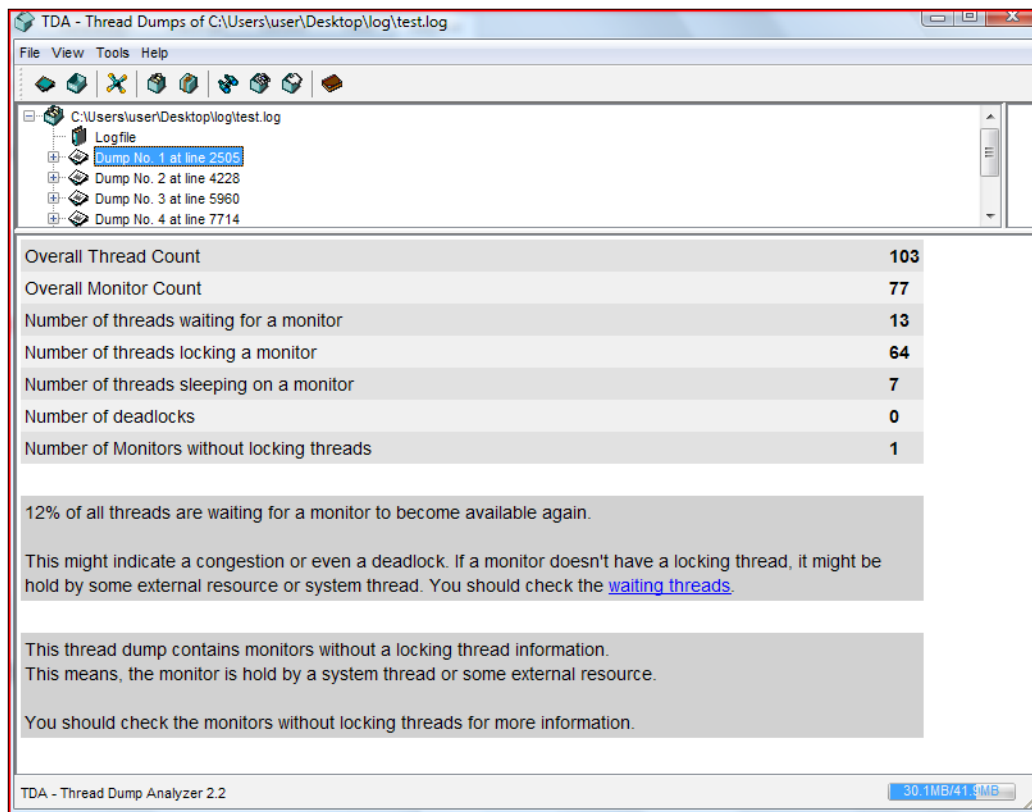 TDA - Thread Dumps of C:\Users\user\Desktop\log\test.log
File View Tools Help
C:\Users\user\Desktop\log\test.log
Logfile
Dump No. 1 at line 2505
Dump No. 2 at line 4228
Dump No. 3 at line 5960
Dump No. 4 at line 7714
Overall Thread Count 103
Overall Monitor Count 77
Number of threads waiting for a monitor 13
Number of threads locking a monitor 64
Number of threads sleeping on a monitor 7
Number of deadlocks 0
Number of Monitors without locking threads 1
12% of all threads are waiting for a monitor to become available again.
This might indicate a congestion or even a deadlock. If a monitor doesn't have a locking thread, it might be
hold by some external resource or system thread. You should check the waiting threads.
This thread dump contains monitors without a locking thread information.
This means, the monitor is hold by a system thread or some external resource.
You should check the monitors without locking threads for more information.
TDA - Thread Dump Analyzer 2.2
30.1MB/41.9MB